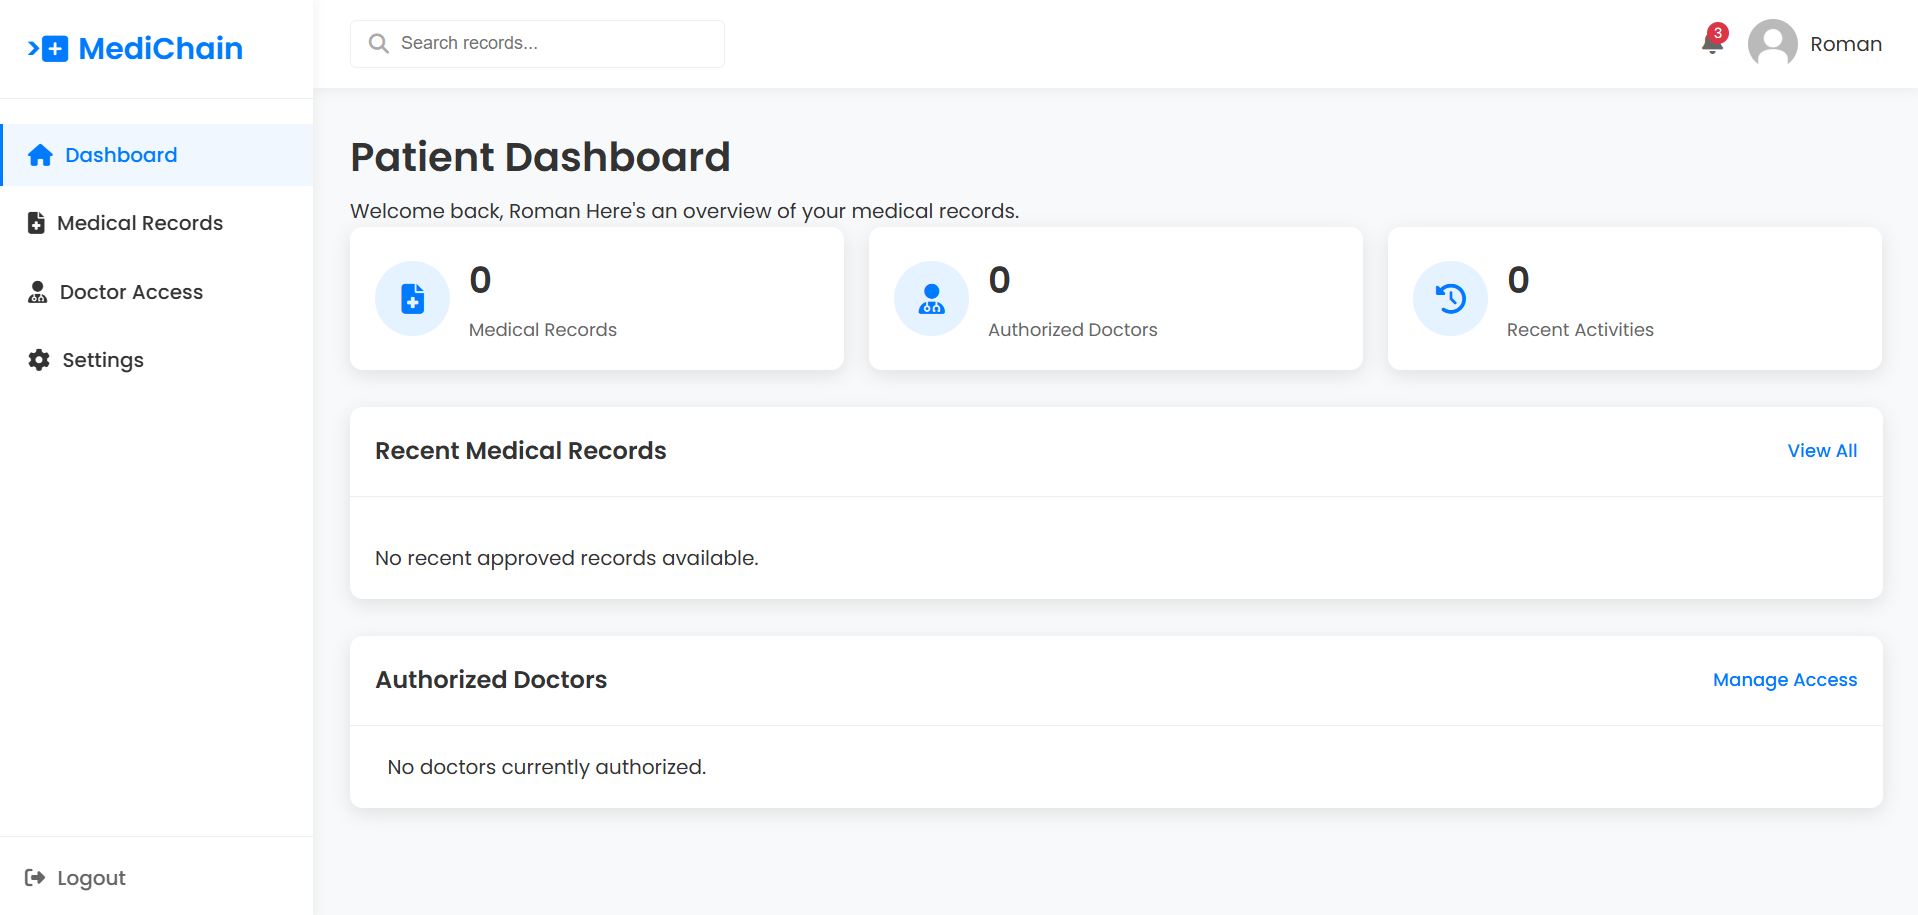 MediChain
Search records...
3
Roman
Dashboard
Medical Records
Doctor Access
Settings
Logout
Patient Dashboard
Welcome back, Roman Here's an overview of your medical records.
0
Medical Records
0
Authorized Doctors
0
Recent Activities
Recent Medical Records
View All
No recent approved records available.
Authorized Doctors
Manage Access
No doctors currently authorized.